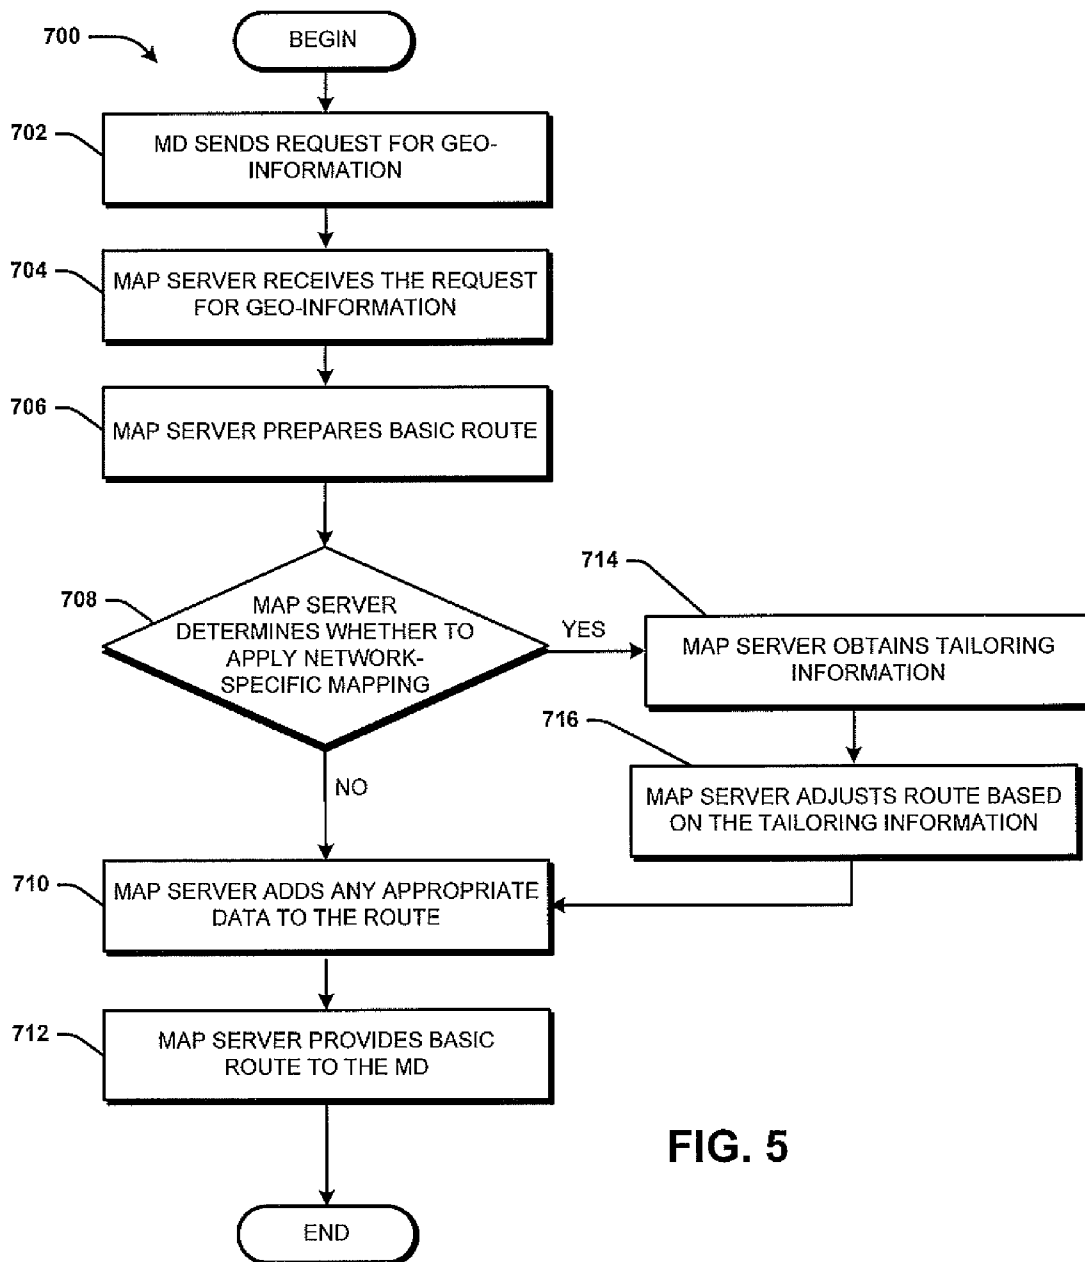 700
BEGIN
702
MD SENDS REQUEST FOR GEO-
INFORMATION
704
MAP SERVER RECEIVES THE REQUEST
FOR GEO-INFORMATION
706
MAP SERVER PREPARES BASIC ROUTE
708
MAP SERVER
DETERMINES WHETHER TO
APPLY NETWORK-
SPECIFIC MAPPING
YES
714
MAP SERVER OBTAINS TAILORING
INFORMATION
716
MAP SERVER ADJUSTS ROUTE BASED
ON THE TAILORING INFORMATION
NO
710
MAP SERVER ADDS ANY APPROPRIATE
DATA TO THE ROUTE
712
MAP SERVER PROVIDES BASIC
ROUTE TO THE MD
FIG. 5
END